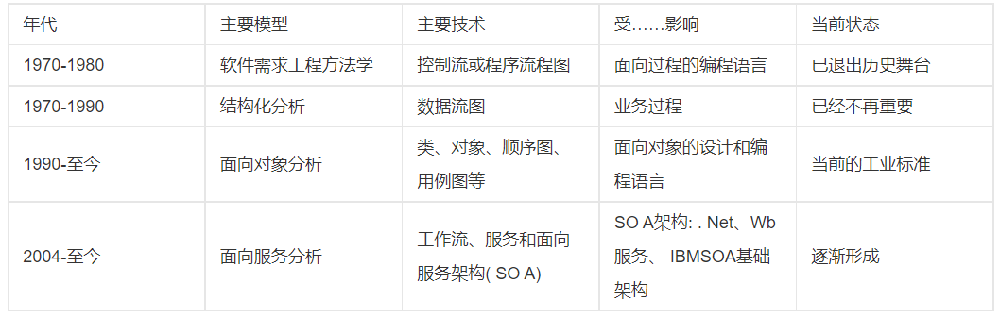 年代 主要模型 主要技术 受……影响 当前状态
1970-1980 软件需求工程方法学 控制流或程序流程图 面向过程的编程语言 已退出历史舞台
1970-1990 结构化分析 数据流图 业务过程 已经不再重要
1990-至今 面向对象分析 类、对象、顺序图、
用例图等 面向对象的设计和编
程语言 当前的工业标准
2004-至今 面向服务分析 工作流、服务和面向
服务架构( SO A) SO A架构: . Net、Wb
服务、 IBMSOA基础
架构 逐渐形成